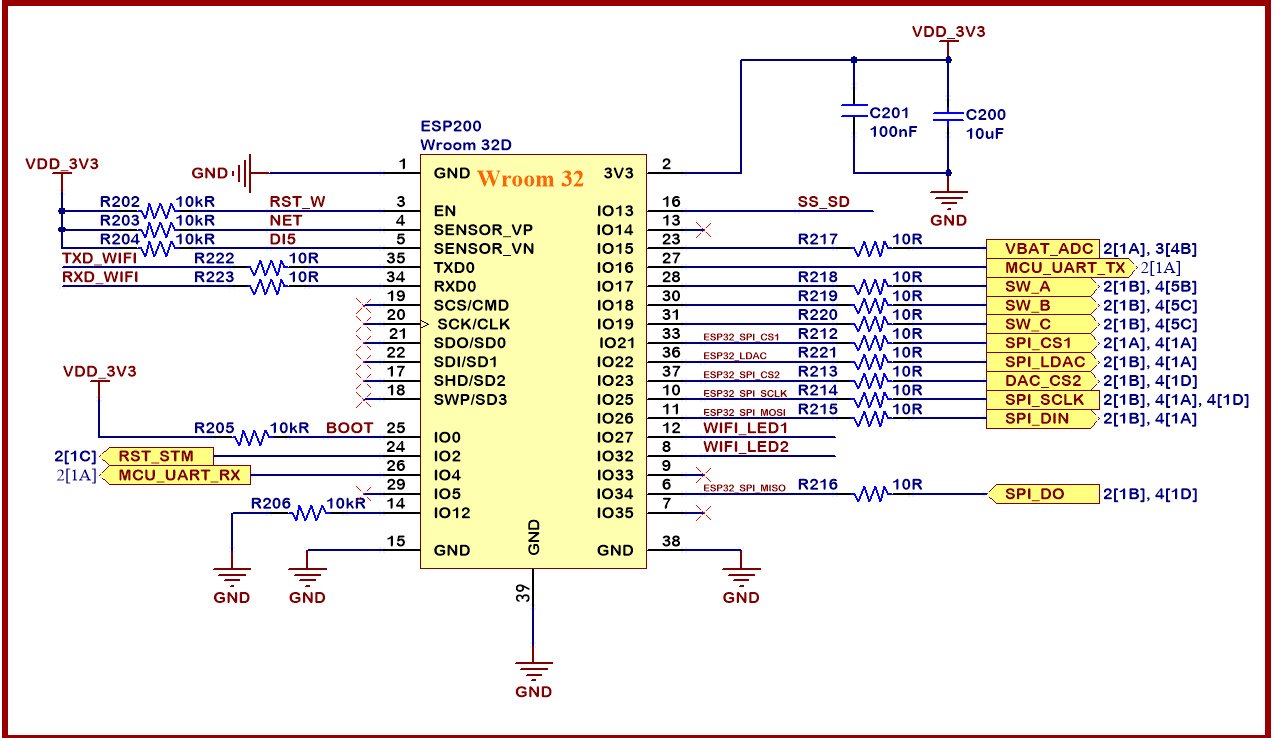 VDD_3V3
ESP200
Wroom 32D
C201
100nF
C200
10uF
VDD_3V3
GND
1
GND
Wroom 32
3V3
2
GND
R202
10kR
RST_W
3
EN
R203
10kR
NET
4
SENSOR_VP
R204
10kR
DI5
5
SENSOR_VN
TXD_WIFI
R222
10R
35
TXD0
RXD_WIFI
R223
10R
34
RXD0
19
SCS/CMD
20
SCK/CLK
21
SDO/SD0
22
SDI/SD1
17
SHD/SD2
18
SWP/SD3
VDD_3V3
R205
10kR
BOOT
25
IO0
2[1C]
RST_STM
24
IO2
2[1A]
MCU_UART_RX
26
IO4
29
IO5
R206
10kR
14
IO12
15
GND
GND
GND
IO13
16
SS_SD
IO14
13
IO15
23
R217
10R
VBAT_ADC
2[1A], 3[4B]
IO16
27
MCU_UART_TX
2[1A]
IO17
28
R218
10R
SW_A
2[1B], 4[5B]
IO18
30
R219
10R
SW_B
2[1B], 4[5C]
IO19
31
R220
10R
SW_C
2[1B], 4[5C]
IO21
33
ESP32_SPI_CS1
R212
10R
SPI_CS1
2[1A], 4[1A]
IO22
36
ESP32_LDAC
R221
10R
SPI_LDAC
2[1B], 4[1A]
IO23
37
ESP32_SPI_CS2
R213
10R
DAC_CS2
2[1B], 4[1D]
IO25
10
ESP32_SPI_SCLK
R214
10R
SPI_SCLK
2[1B], 4[1A], 4[1D]
IO26
11
ESP32_SPI_MOSI
R215
10R
SPI_DIN
2[1B], 4[1A]
IO27
12
WIFI_LED1
IO32
8
WIFI_LED2
IO33
9
IO34
6
ESP32_SPI_MISO
R216
10R
SPI_DO
2[1B], 4[1D]
IO35
7
GND
38
GND
GND
39
GND